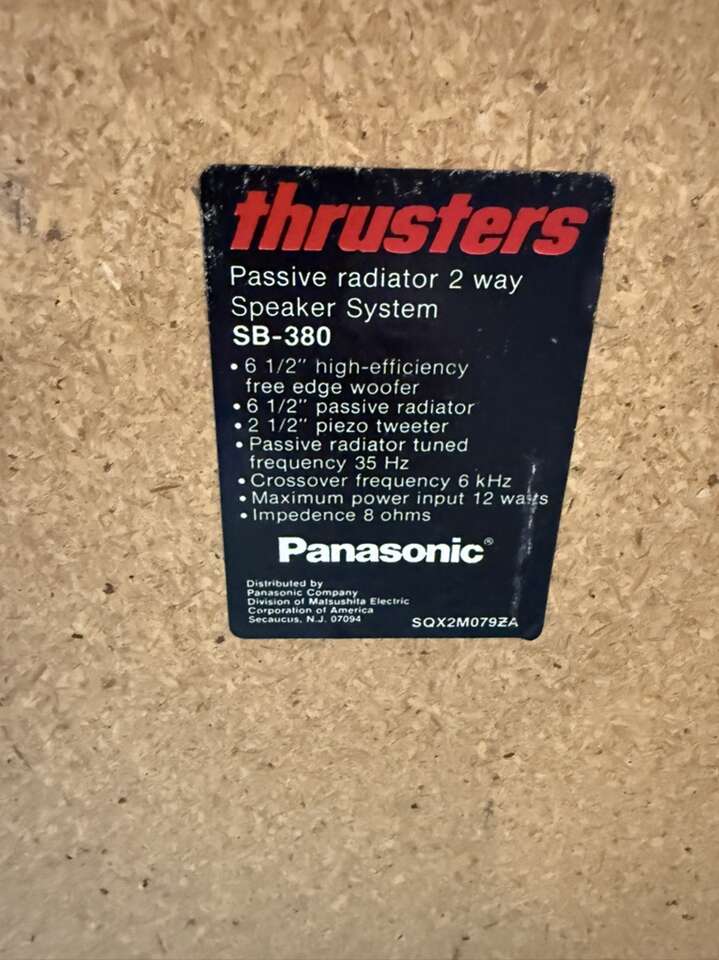 thrusters
Passive radiator 2 way
Speaker System
SB-380
• 6 1/2" high-efficiency
free edge woofer
• 6 1/2" passive radiator
• 2 1/2" piezo tweeter
• Passive radiator tuned
frequency 35 Hz
• Crossover frequency 6 kHz
• Maximum power input 12 watts
• Impedence 8 ohms
Panasonic®
Distributed by
Panasonic Company
Division of Matsushita Electric
Corporation of America
Secaucus, N.J. 07094
SQX2M079ZA